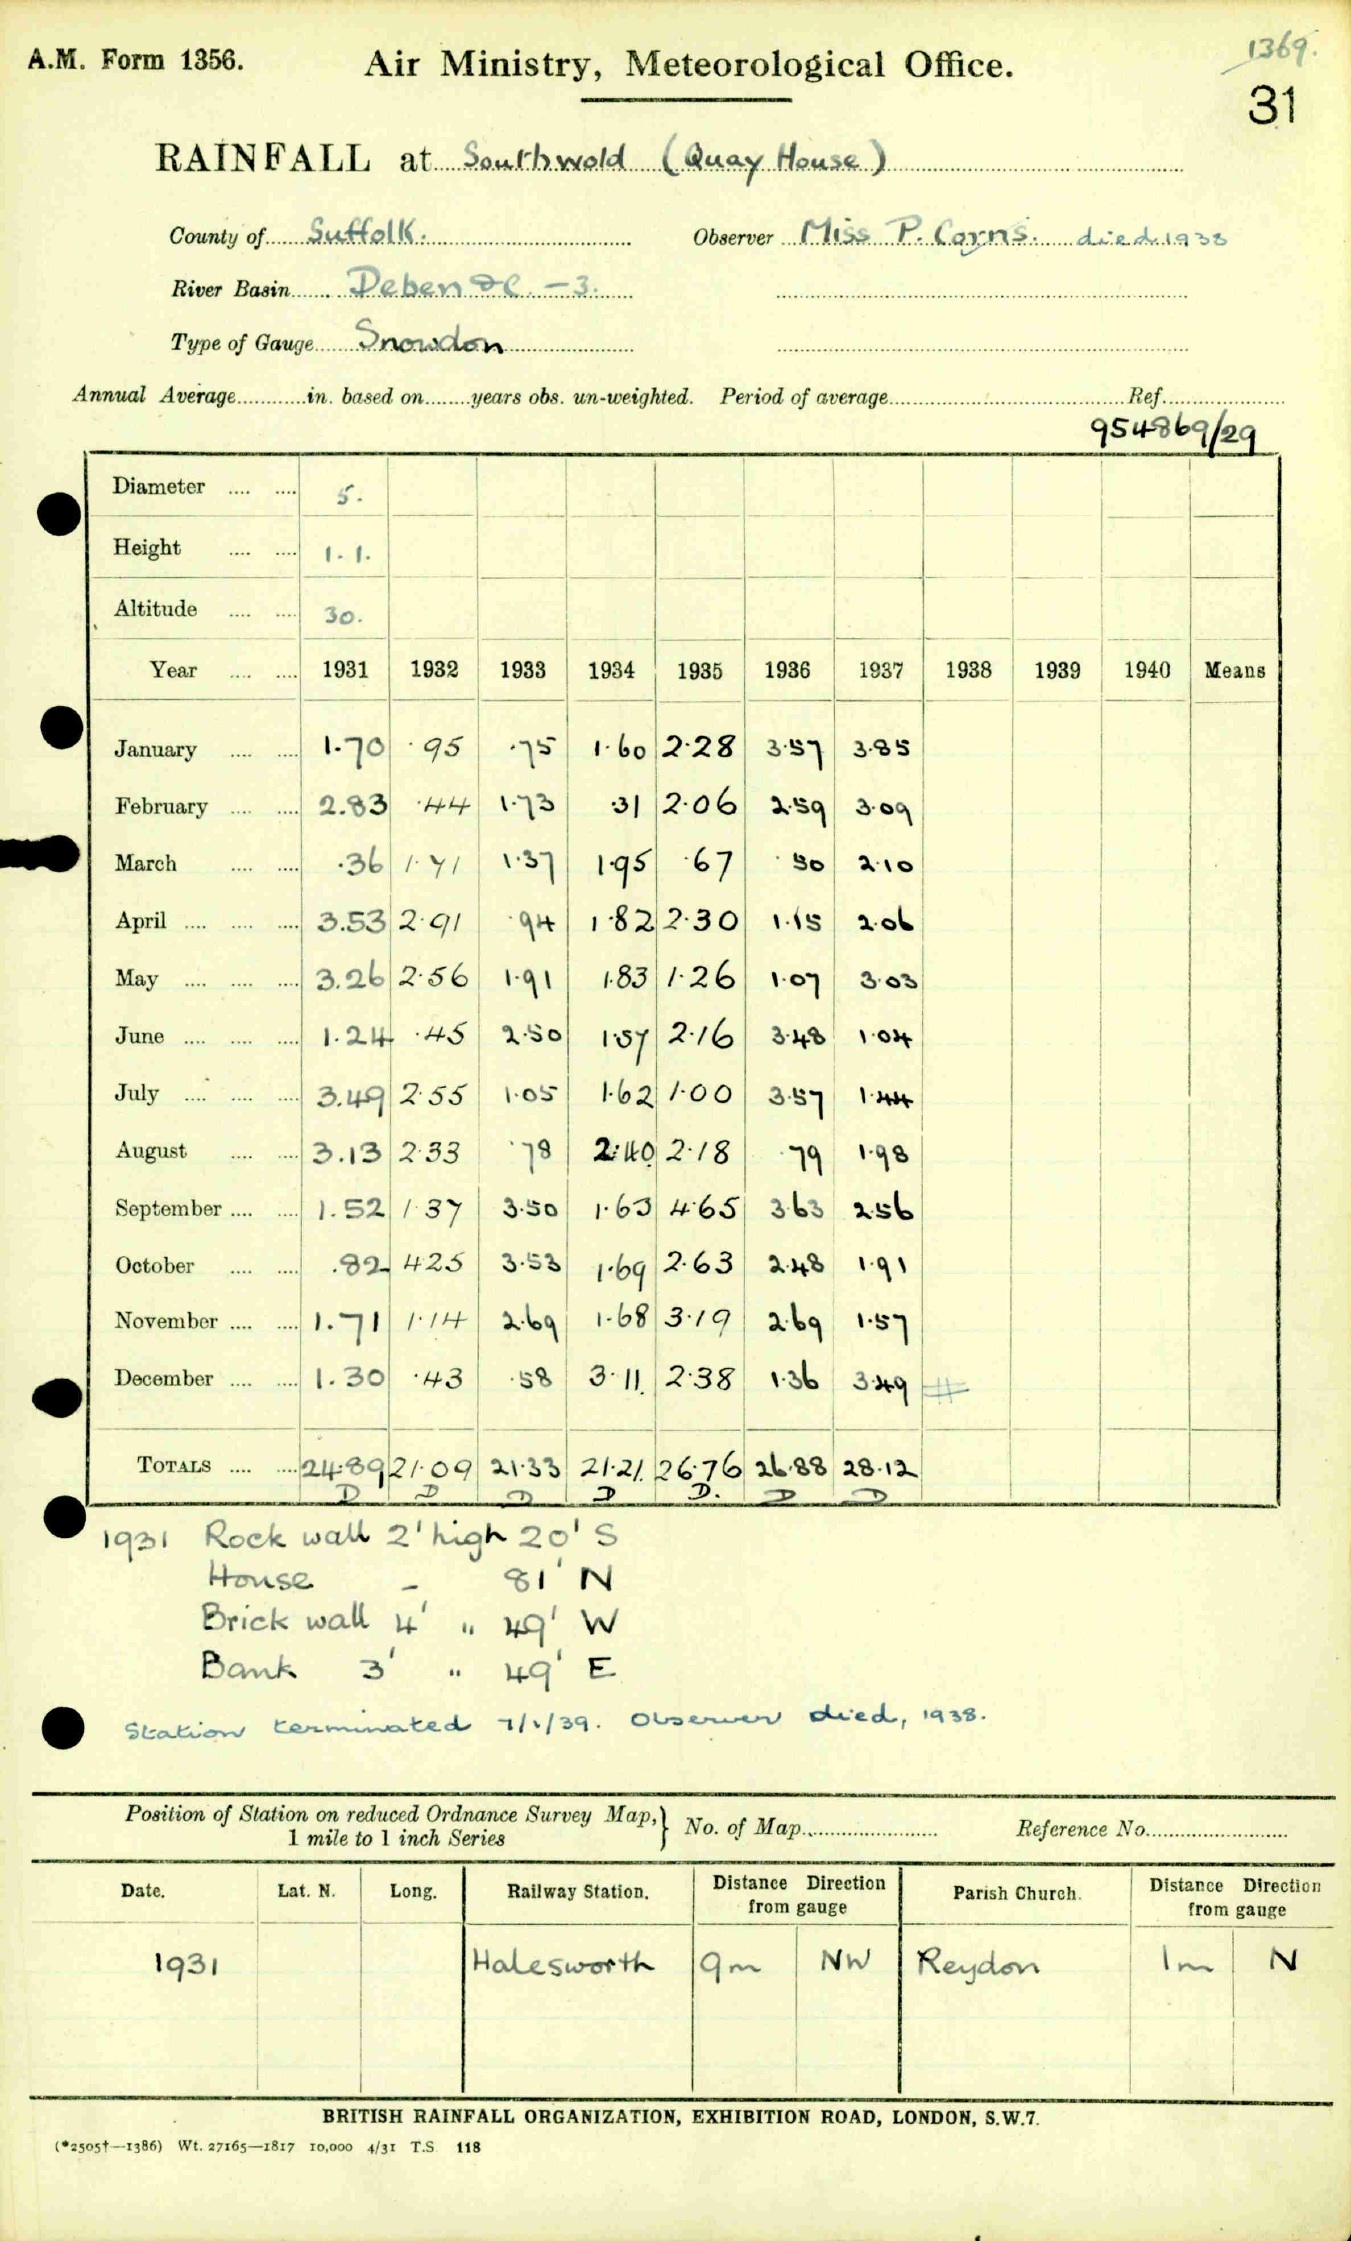 1369.
A.M. Form 1356. Air Ministry, Meteorological Office.
31
RAINFALL at Southwold (Quay House)
County of Suffolk. Observer Miss P. Corns. died 1938
River Basin Deben &c. -3.
Type of Gauge Snowdon
Annual Average in. based on years obs. un-weighted. Period of average Ref.
954869/29
Diameter 5.
Height 1.1.
Altitude 30.
Year 1931 1932 1933 1934 1935 1936 1937 1938 1939 1940 Means
January 1.70 .95 .75 1.60 2.28 3.57 3.85
February 2.83 .44 1.73 .31 2.06 2.59 3.09
March .36 1.71 1.37 1.95 .67 .50 2.10
April 3.53 2.91 .94 1.82 2.30 1.15 2.06
May 3.26 2.56 1.91 1.83 1.26 1.07 3.03
June 1.24 .45 2.50 1.57 2.16 3.48 1.04
July 3.49 2.55 1.05 1.62 1.00 3.57 1.44
August 3.13 2.33 .78 2.40 2.18 .79 1.98
September 1.52 1.37 3.50 1.63 4.65 3.63 2.56
October .82 4.25 3.53 1.69 2.63 2.48 1.91
November 1.71 1.14 2.69 1.68 3.19 2.69 1.57
December 1.30 .43 .58 3.11 2.38 1.36 3.49
TOTALS 24.89 21.09 21.33 21.21 26.76 26.88 28.12
D D D D D. D D
1931 Rock wall 2' high 20' S
House – 81' N
Brick wall 4' " 49' W
Bank 3' " 49' E
Station terminated 7/1/39. Observer died, 1938.
Position of Station on reduced Ordnance Survey Map, } No. of Map Reference No.
1 mile to 1 inch Series
Date. Lat. N. Long. Railway Station. Distance Direction from gauge Parish Church. Distance Direction from gauge
1931 Halesworth 9m NW Reydon 1m N
BRITISH RAINFALL ORGANIZATION, EXHIBITION ROAD, LONDON, S.W.7.
(*2505†—1386) Wt. 27165—1817 10,000 4/31 T.S. 118